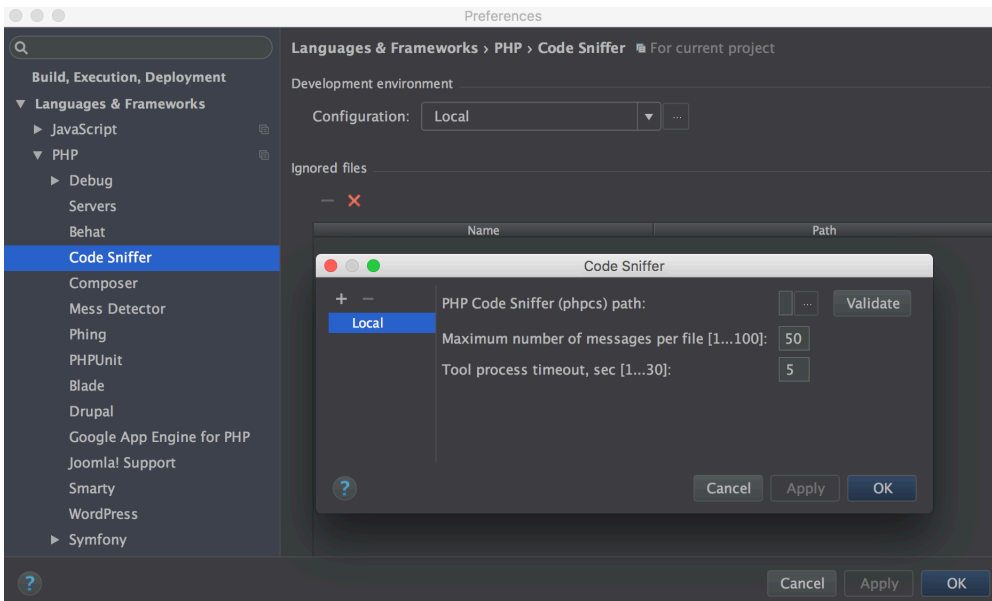 Preferences
Build, Execution, Deployment
Languages & Frameworks
JavaScript
PHP
Debug
Servers
Behat
Code Sniffer
Composer
Mess Detector
Phing
PHPUnit
Blade
Drupal
Google App Engine for PHP
Joomla! Support
Smarty
WordPress
Symfony
Languages & Frameworks › PHP › Code Sniffer For current project
Development environment
Configuration: Local ...
Ignored files
Name Path
Code Sniffer
Local
PHP Code Sniffer (phpcs) path: ... Validate
Maximum number of messages per file [1...100]: 50
Tool process timeout, sec [1...30]: 5
? Cancel Apply OK
? Cancel Apply OK